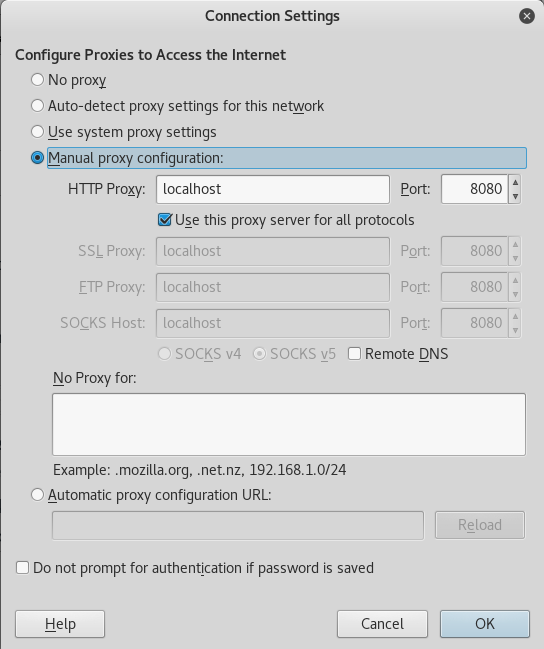 Connection Settings
Configure Proxies to Access the Internet
No proxy
Auto-detect proxy settings for this network
Use system proxy settings
Manual proxy configuration:
HTTP Proxy: localhost Port: 8080
Use this proxy server for all protocols
SSL Proxy: localhost Port: 8080
FTP Proxy: localhost Port: 8080
SOCKS Host: localhost Port: 8080
SOCKS v4 SOCKS v5 Remote DNS
No Proxy for:
Example: .mozilla.org, .net.nz, 192.168.1.0/24
Automatic proxy configuration URL:
Reload
Do not prompt for authentication if password is saved
Help Cancel OK